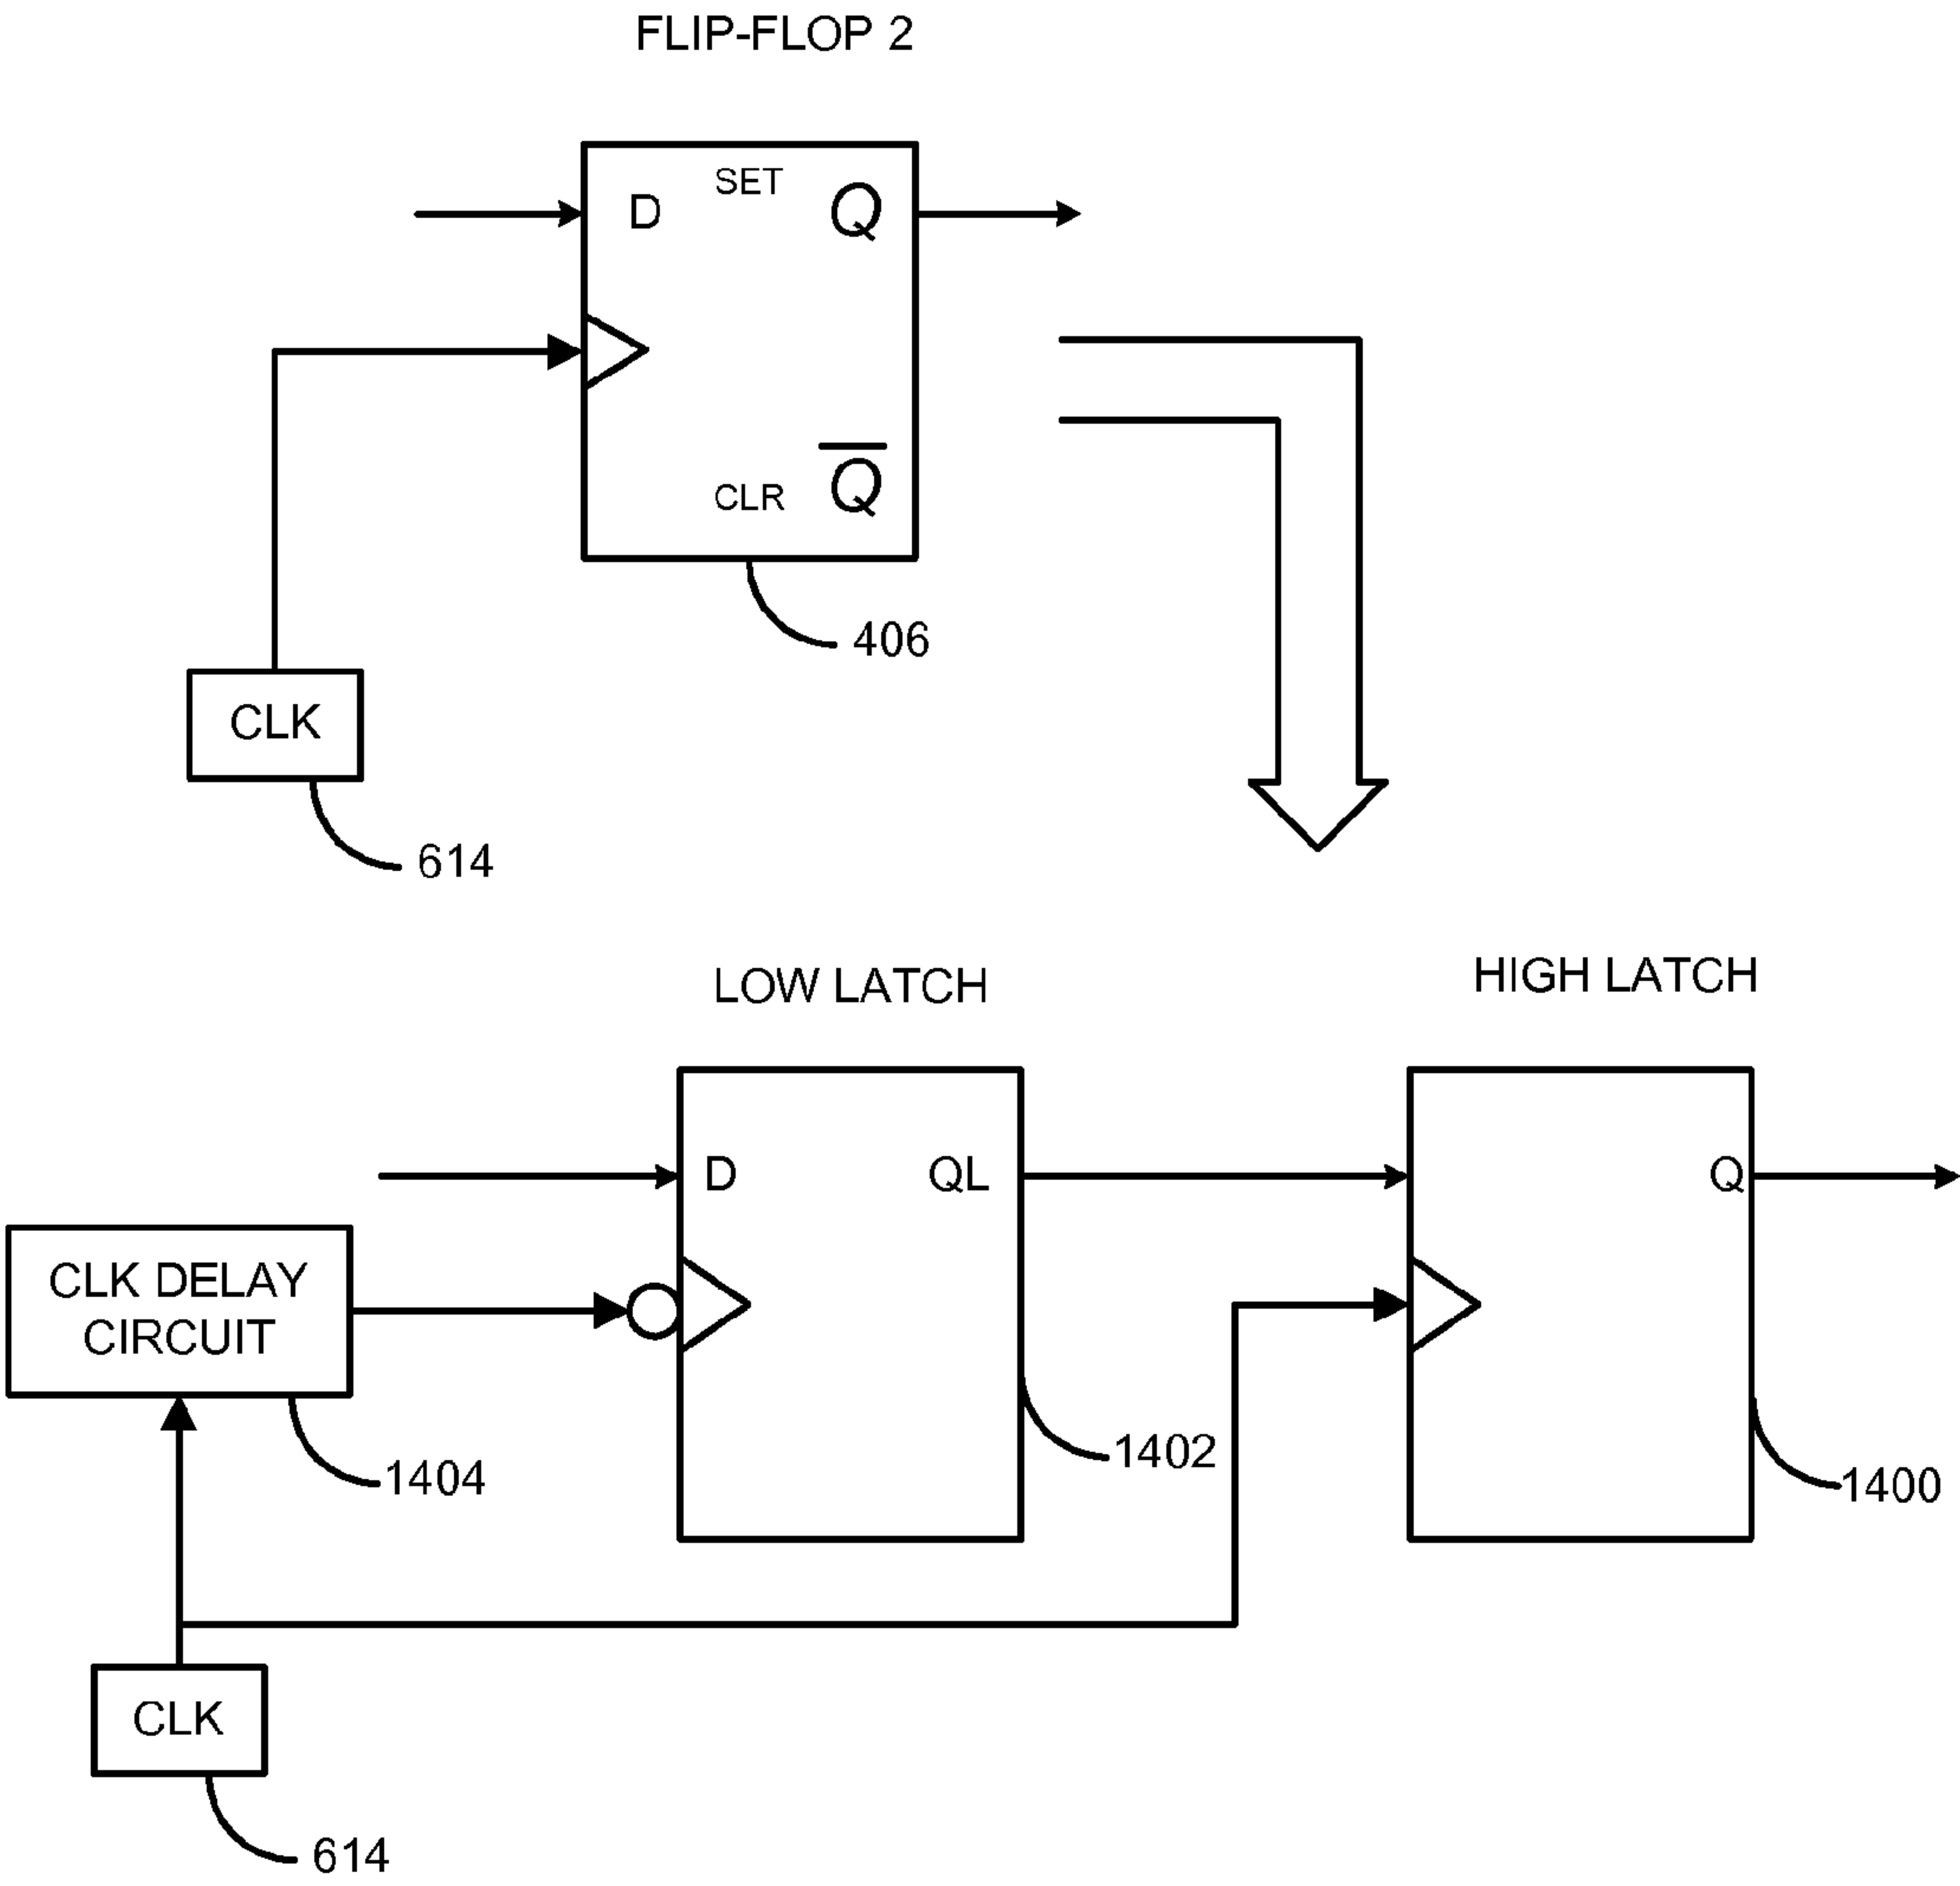 FLIP-FLOP 2
SET
D
Q
Q̅
CLR
406
CLK
614
LOW LATCH
HIGH LATCH
D
QL
Q
CLK DELAY
CIRCUIT
1402
1404
1400
CLK
614